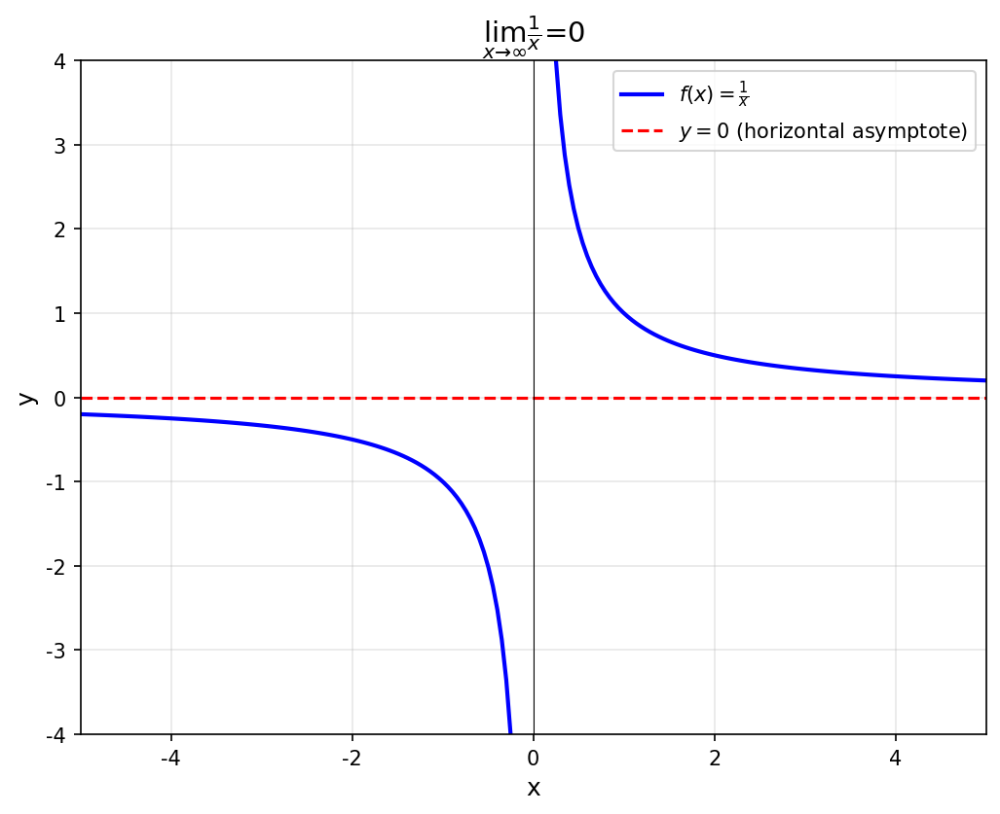 lim 1/x =0
x→∞
4
f(x) = 1/x
y = 0 (horizontal asymptote)
3
2
1
0
-1
-2
-3
-4
y
-4 -2 0 2 4
x